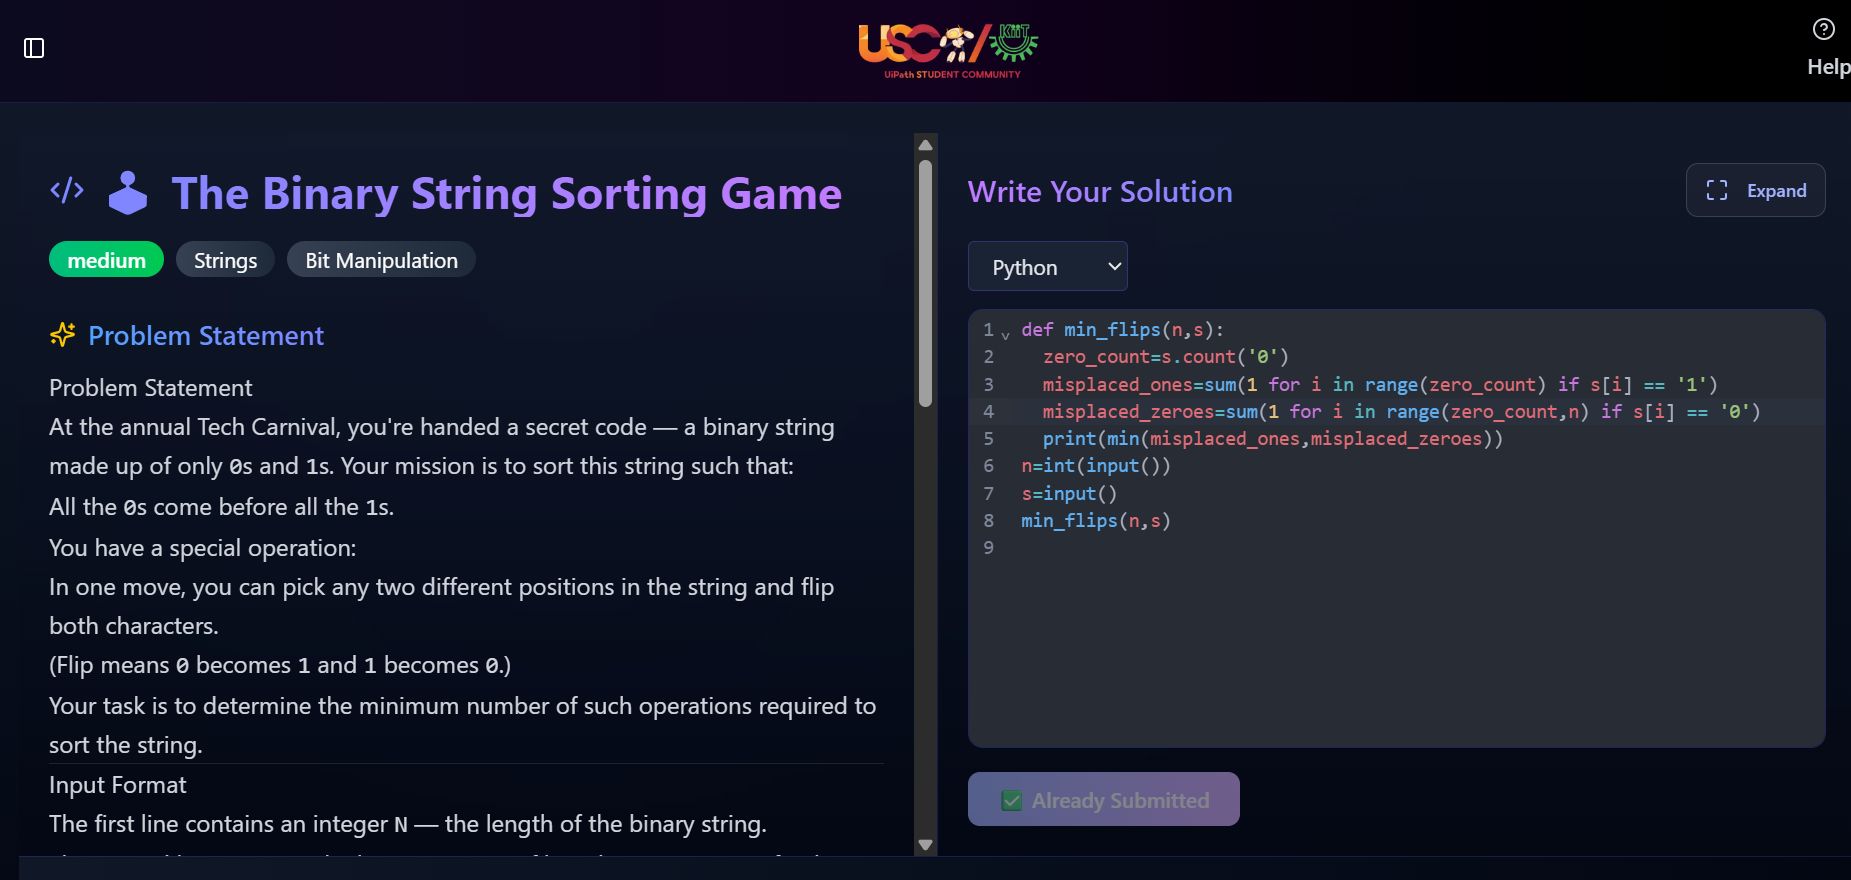 USC/KIIT
UiPath STUDENT COMMUNITY
Help
</> The Binary String Sorting Game
medium Strings Bit Manipulation
Problem Statement
Problem Statement
At the annual Tech Carnival, you're handed a secret code — a binary string
made up of only 0s and 1s. Your mission is to sort this string such that:
All the 0s come before all the 1s.
You have a special operation:
In one move, you can pick any two different positions in the string and flip
both characters.
(Flip means 0 becomes 1 and 1 becomes 0.)
Your task is to determine the minimum number of such operations required to
sort the string.
Input Format
The first line contains an integer N — the length of the binary string.
Write Your Solution
Expand
Python
1 def min_flips(n,s):
2 zero_count=s.count('0')
3 misplaced_ones=sum(1 for i in range(zero_count) if s[i] == '1')
4 misplaced_zeroes=sum(1 for i in range(zero_count,n) if s[i] == '0')
5 print(min(misplaced_ones,misplaced_zeroes))
6 n=int(input())
7 s=input()
8 min_flips(n,s)
9
Already Submitted